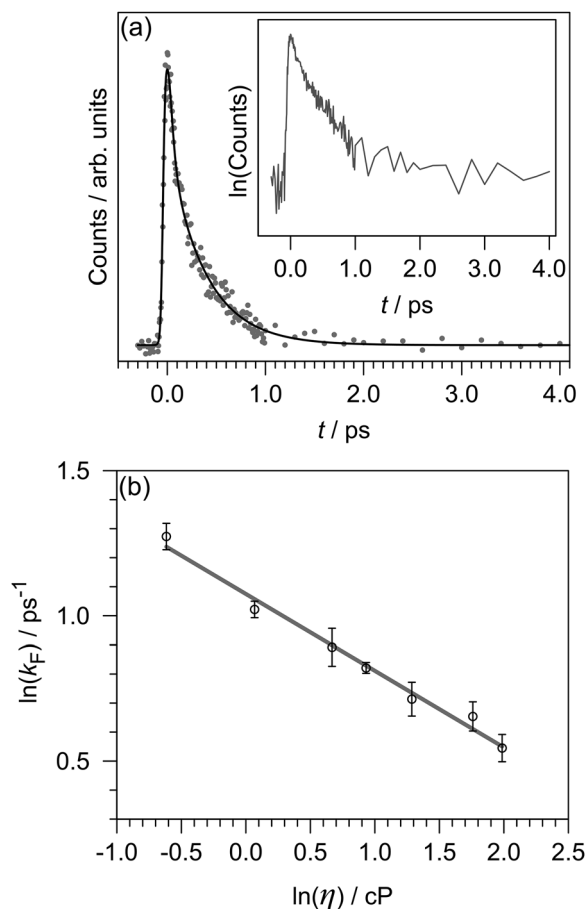 (a)
Counts / arb. units
ln(Counts)
0.0 1.0 2.0 3.0 4.0
t / ps
0.0 1.0 2.0 3.0 4.0
t / ps
(b)
1.5
1.0
0.5
ln(kF) / ps-1
-1.0 -0.5 0.0 0.5 1.0 1.5 2.0 2.5
ln(η) / cP